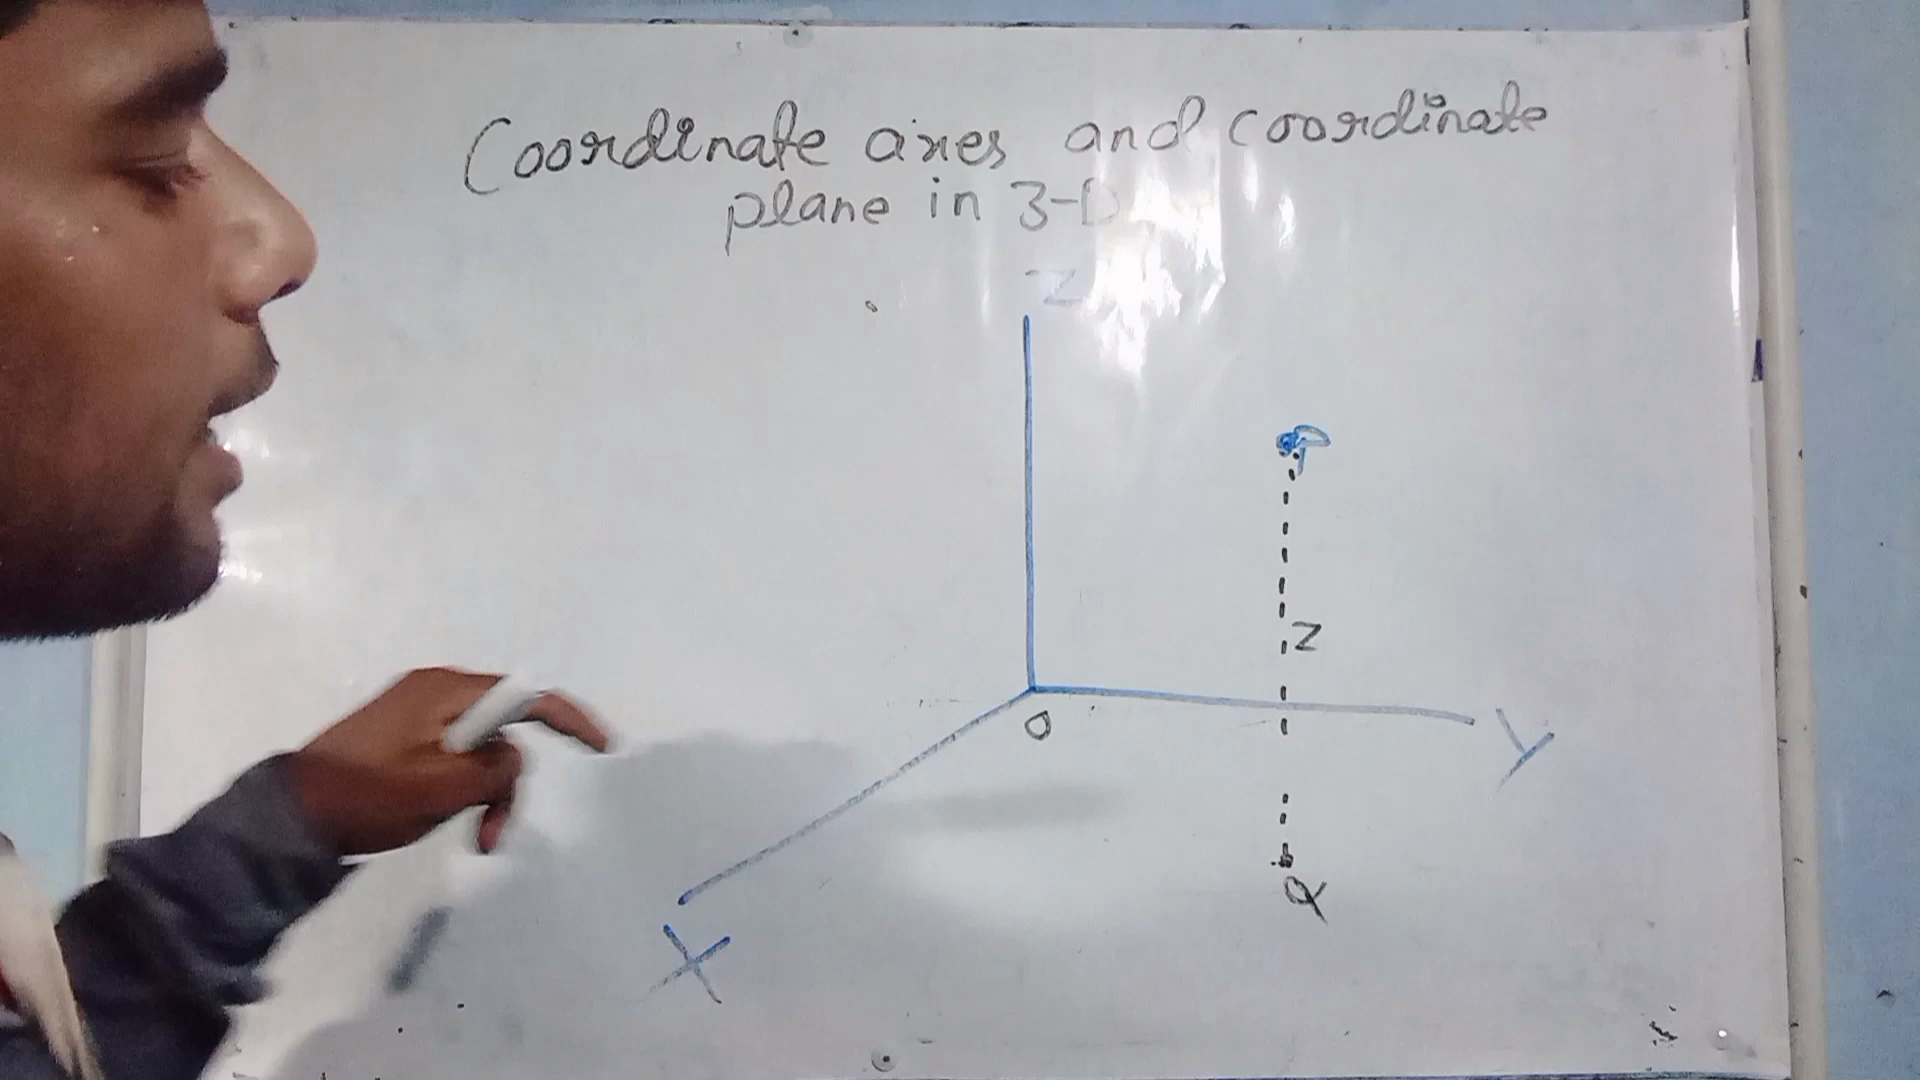 Coordinate axes and coordinate
plane in 3-D
Z
P
Z
O
Y
Q
X